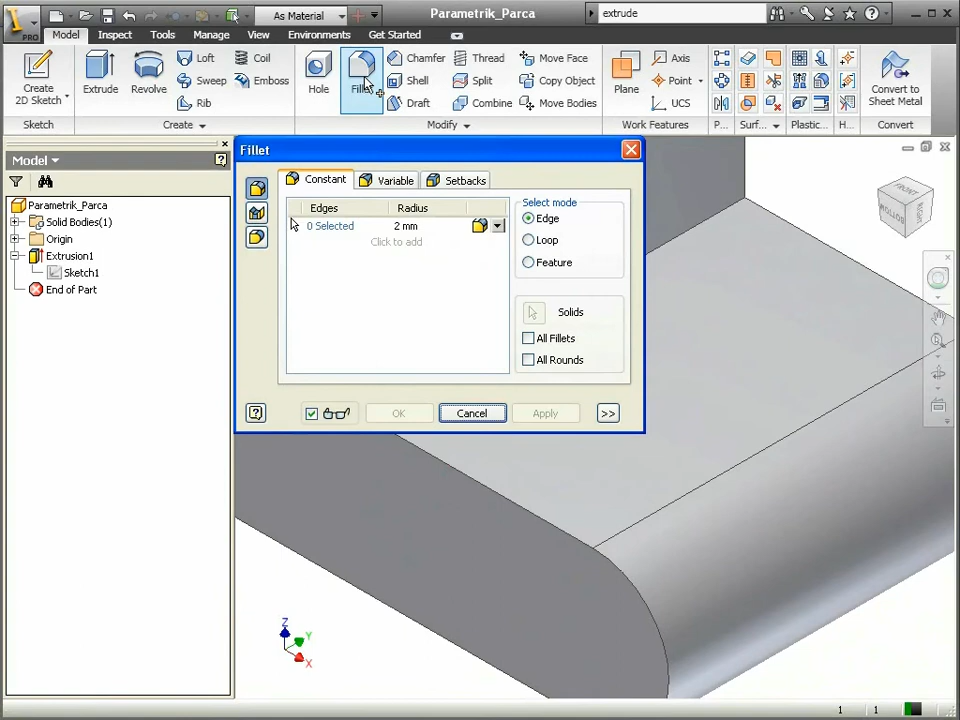 As Material
Parametrik_Parca
extrude
PRO
Model Inspect Tools Manage View Environments Get Started
Create 2D Sketch
Extrude
Revolve
Loft
Sweep
Rib
Coil
Emboss
Hole
Chamfer
Shell
Draft
Thread
Split
Combine
Move Face
Copy Object
Move Bodies
Plane
Axis
Point
UCS
Convert to Sheet Metal
Sketch Create Modify Work Features P... Surf... Plastic... H... Convert
Model
Parametrik_Parca
Solid Bodies(1)
Origin
Extrusion1
Sketch1
End of Part
Fillet
Constant Variable Setbacks
Edges Radius
0 Selected 2 mm
Click to add
Select mode
Edge
Loop
Feature
Solids
All Fillets
All Rounds
OK Cancel Apply >>
FRONT
RIGHT
BOTTOM
Z
Y
X
1 1